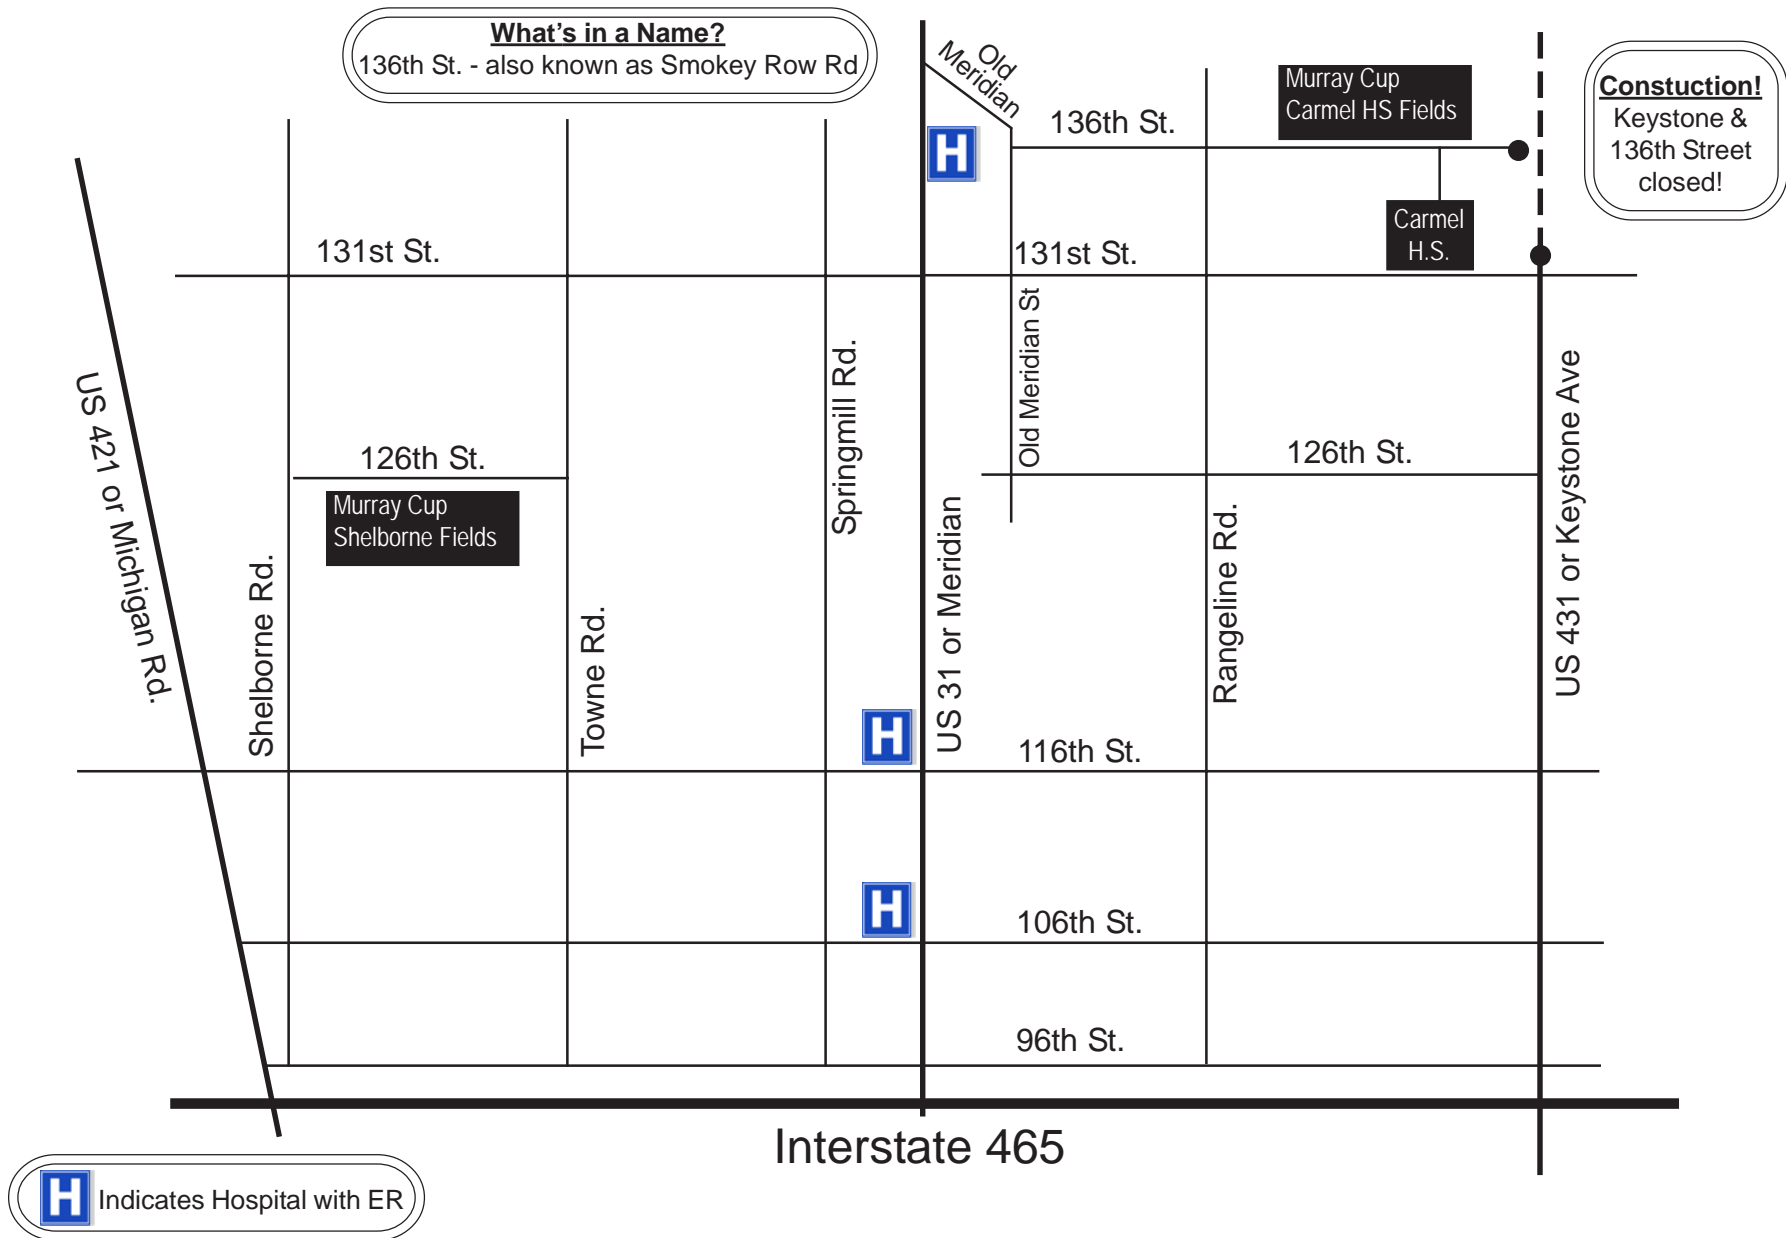 What's in a Name?
136th St. - also known as Smokey Row Rd
Old
Meridian
Murray Cup
Carmel HS Fields
Constuction!
Keystone &
136th Street
closed!
136th St.
H
Carmel
H.S.
131st St.
131st St.
Old Meridian St
US 421 or Michigan Rd.
Springmill Rd.
US 431 or Keystone Ave
126th St.
126th St.
Murray Cup
Shelborne Fields
Shelborne Rd.
Towne Rd.
US 31 or Meridian
Rangeline Rd.
H
116th St.
H
106th St.
96th St.
Interstate 465
H Indicates Hospital with ER